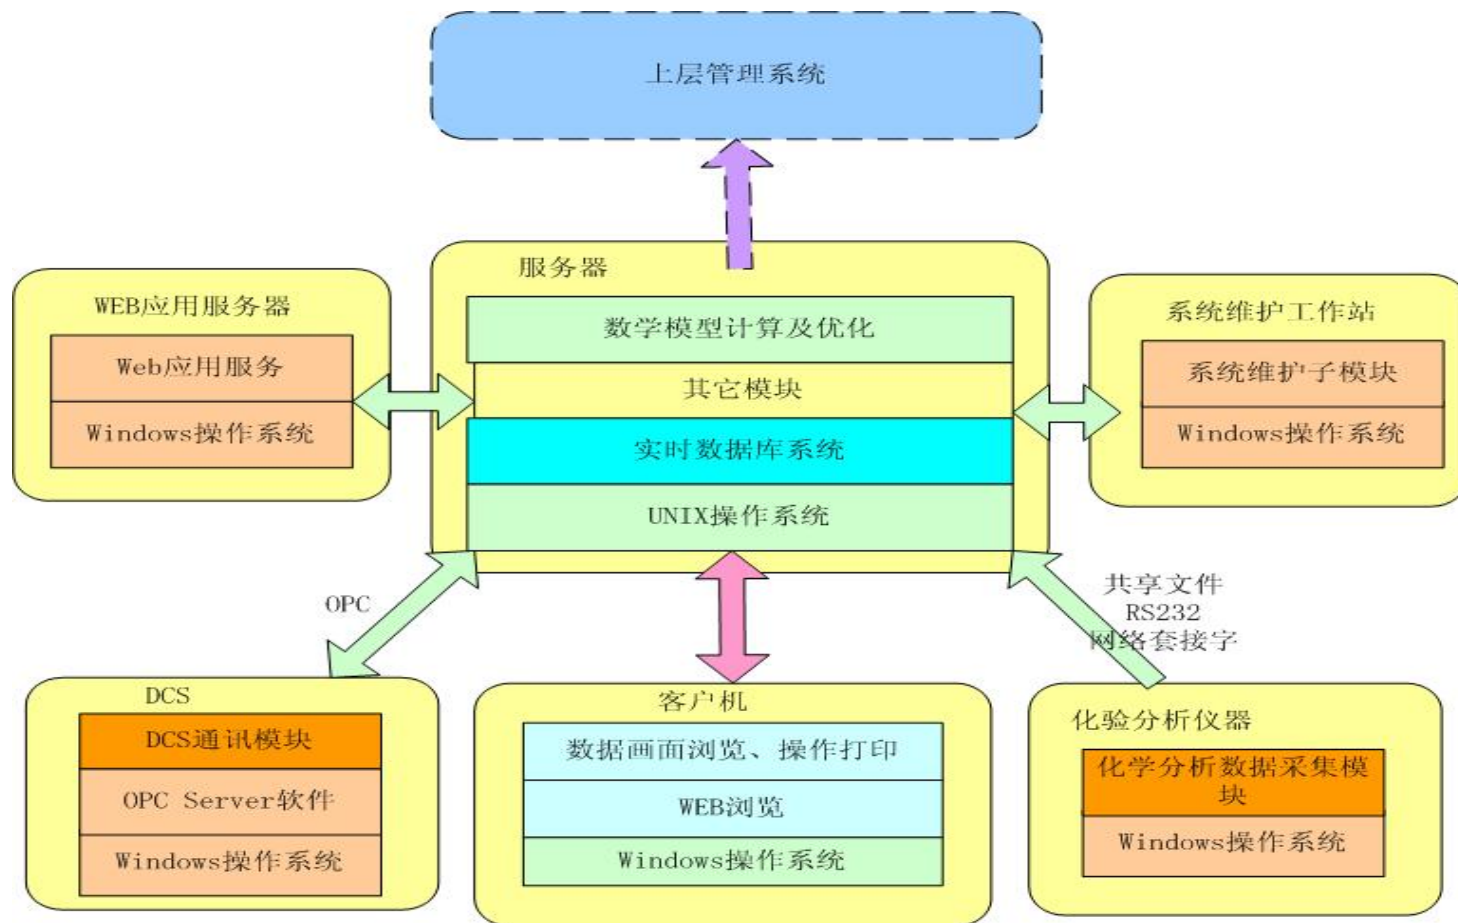 上层管理系统
服务器
数学模型计算及优化
其它模块
实时数据库系统
UNIX操作系统
WEB应用服务器
Web应用服务
Windows操作系统
系统维护工作站
系统维护子模块
Windows操作系统
OPC
共享文件
RS232
网络套接字
DCS
DCS通讯模块
OPC Server软件
Windows操作系统
客户机
数据画面浏览、操作打印
WEB浏览
Windows操作系统
化验分析仪器
化学分析数据采集模
块
Windows操作系统